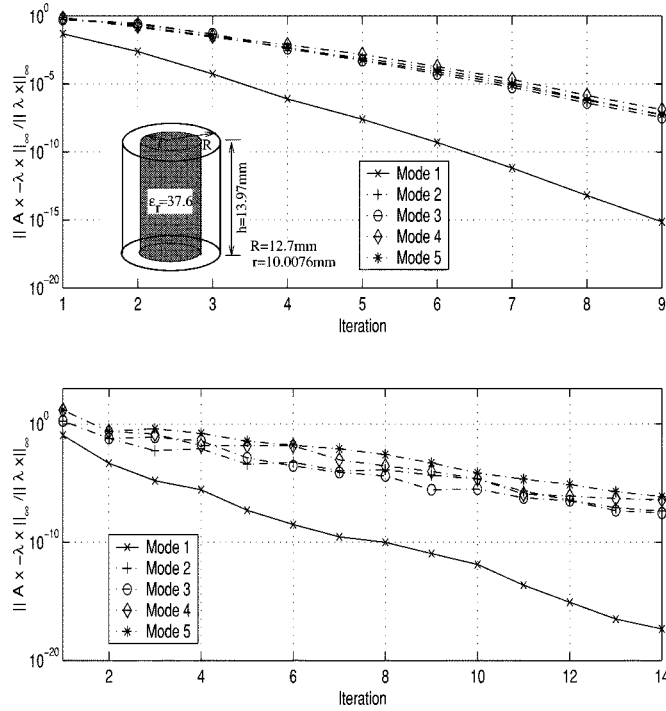 10^0
10^-5
10^-10
10^-15
10^-20
|| A x − λ x ||_∞ / || λ x ||_∞
R
ε_r=37.6
h=13.97mm
R=12.7mm
r=10.0076mm
Mode 1
Mode 2
Mode 3
Mode 4
Mode 5
1 2 3 4 5 6 7 8 9
Iteration
10^0
10^-10
10^-20
|| A x − λ x ||_∞ / || λ x ||_∞
Mode 1
Mode 2
Mode 3
Mode 4
Mode 5
2 4 6 8 10 12 14
Iteration